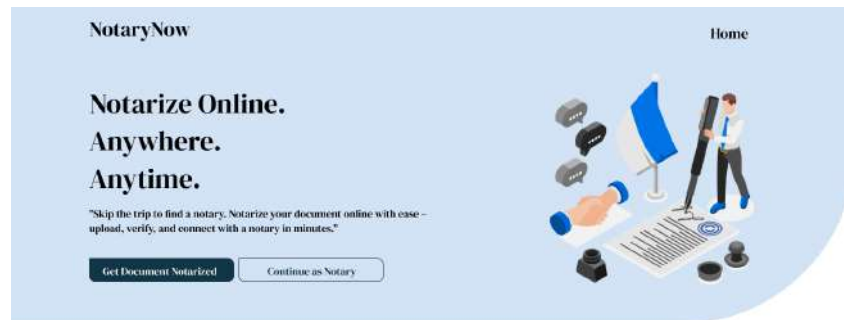 NotaryNow
Home
Notarize Online.
Anywhere.
Anytime.
"Skip the trip to find a notary. Notarize your document online with ease –
upload, verify, and connect with a notary in minutes."
Get Document Notarized
Continue as Notary